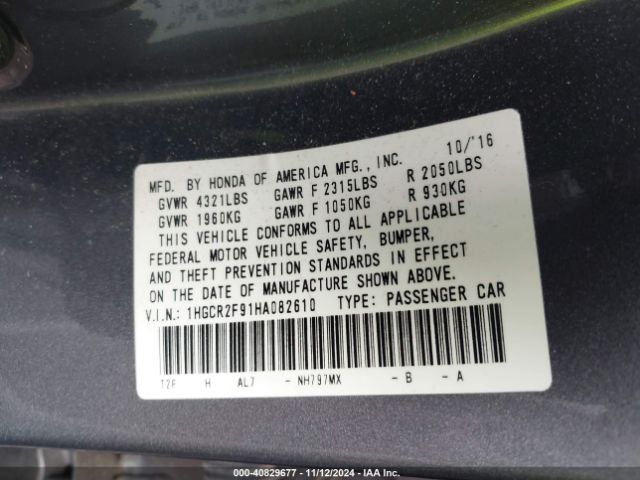 MFD. BY HONDA OF AMERICA MFG., INC. 10/'16
GVWR 4321LBS GAWR F 2315LBS R 2050LBS
GVWR 1960KG GAWR F 1050KG R 930KG
THIS VEHICLE CONFORMS TO ALL APPLICABLE
FEDERAL MOTOR VEHICLE SAFETY, BUMPER,
AND THEFT PREVENTION STANDARDS IN EFFECT
ON THE DATE OF MANUFACTURE SHOWN ABOVE.
V.I.N.: 1HGCR2F91HA082610 TYPE: PASSENGER CAR
T2F H AL7 - NH797MX - B - A
00-40829677 - 11/12/2024 - IAA Inc.